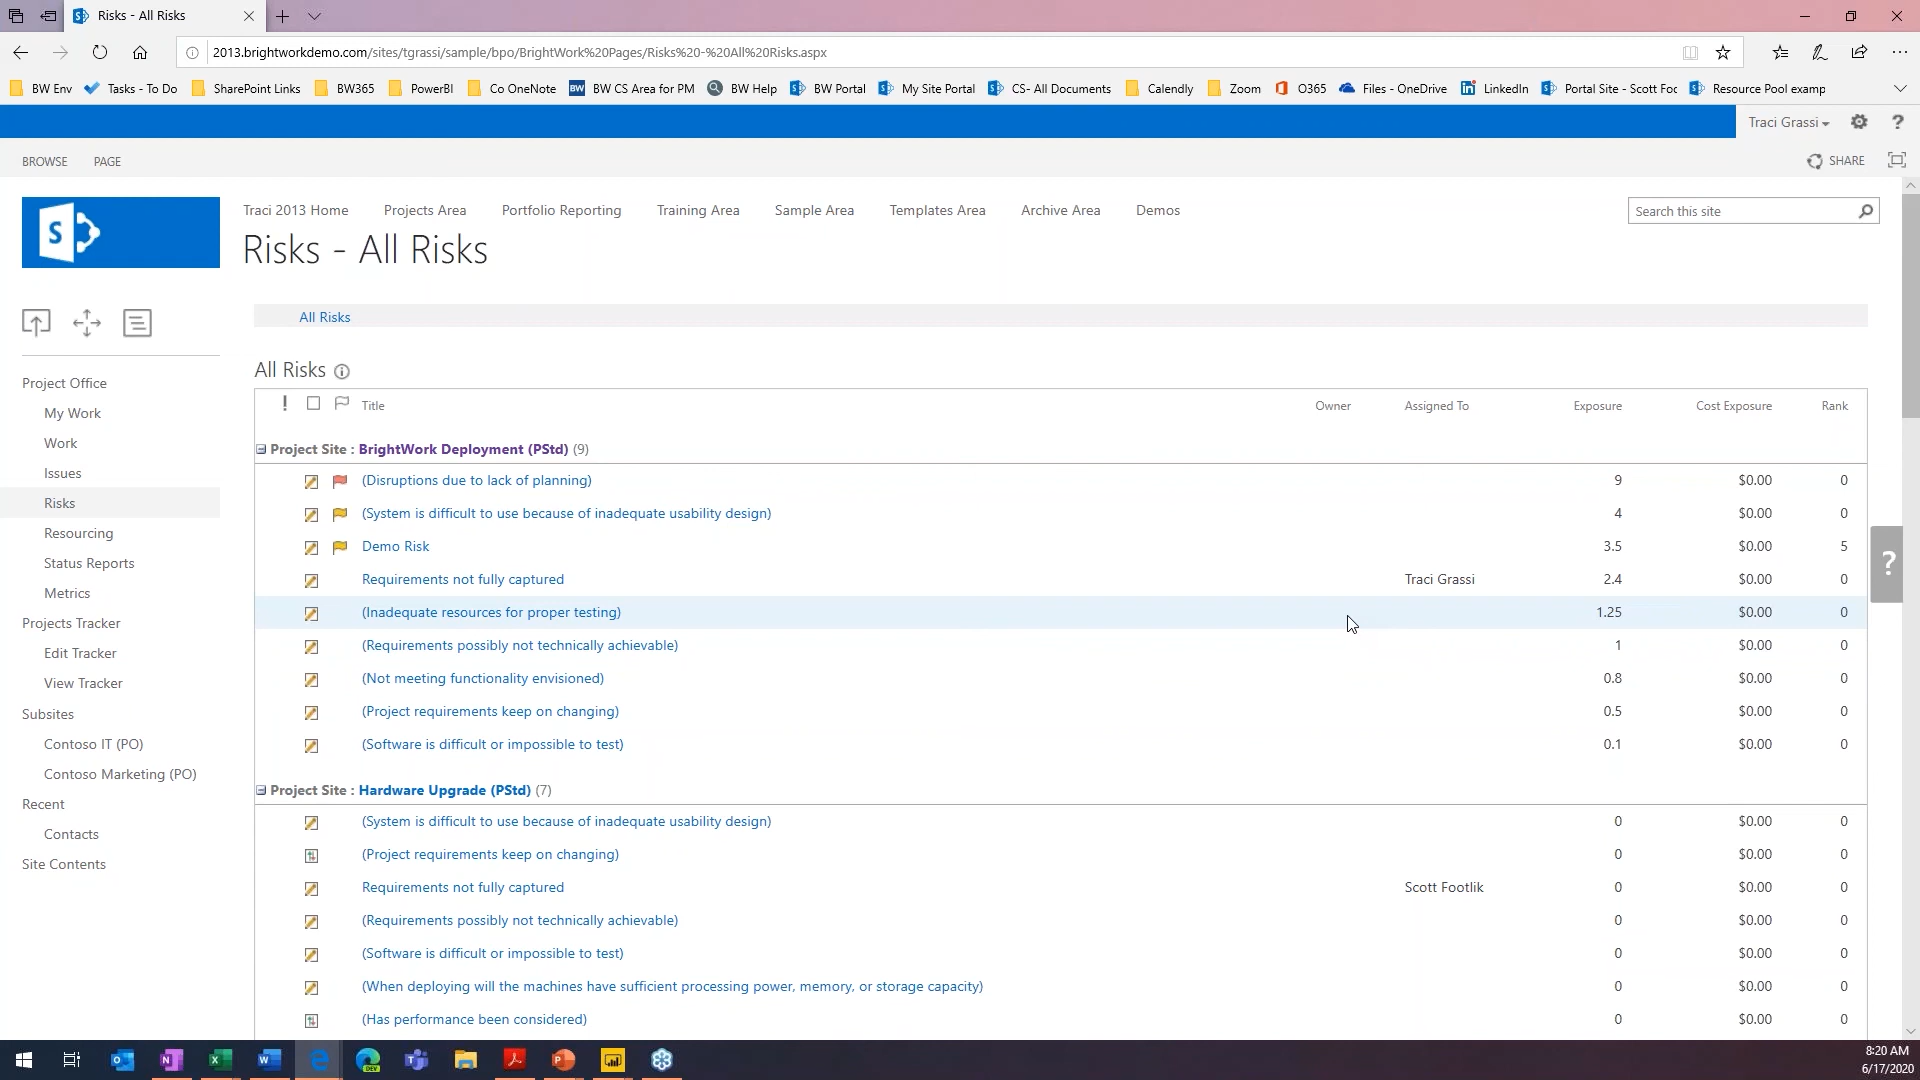 Risks - All Risks
2013.brightworkdemo.com/sites/tgrassi/sample/bpo/BrightWork%20Pages/Risks%20-%20All%20Risks.aspx
BW Env Tasks - To Do SharePoint Links BW365 PowerBI Co OneNote BW BW CS Area for PM BW Help BW Portal My Site Portal CS- All Documents Calendly Zoom O365 Files - OneDrive LinkedIn Portal Site - Scott Foc Resource Pool examp
Traci Grassi ?
BROWSE PAGE SHARE
S
Traci 2013 Home Projects Area Portfolio Reporting Training Area Sample Area Templates Area Archive Area Demos
Search this site
Risks - All Risks
All Risks
All Risks
! Title Owner Assigned To Exposure Cost Exposure Rank
Project Site : BrightWork Deployment (PStd) (9)
(Disruptions due to lack of planning) 9 $0.00 0
(System is difficult to use because of inadequate usability design) 4 $0.00 0
Demo Risk 3.5 $0.00 5
Requirements not fully captured Traci Grassi 2.4 $0.00 0
(Inadequate resources for proper testing) 1.25 $0.00 0
(Requirements possibly not technically achievable) 1 $0.00 0
(Not meeting functionality envisioned) 0.8 $0.00 0
(Project requirements keep on changing) 0.5 $0.00 0
(Software is difficult or impossible to test) 0.1 $0.00 0
Project Site : Hardware Upgrade (PStd) (7)
(System is difficult to use because of inadequate usability design) 0 $0.00 0
(Project requirements keep on changing) 0 $0.00 0
Requirements not fully captured Scott Footlik 0 $0.00 0
(Requirements possibly not technically achievable) 0 $0.00 0
(Software is difficult or impossible to test) 0 $0.00 0
(When deploying will the machines have sufficient processing power, memory, or storage capacity) 0 $0.00 0
(Has performance been considered) 0 $0.00 0
Project Office
My Work
Work
Issues
Risks
Resourcing
Status Reports
Metrics
Projects Tracker
Edit Tracker
View Tracker
Subsites
Contoso IT (PO)
Contoso Marketing (PO)
Recent
Contacts
Site Contents
?
8:20 AM
6/17/2020